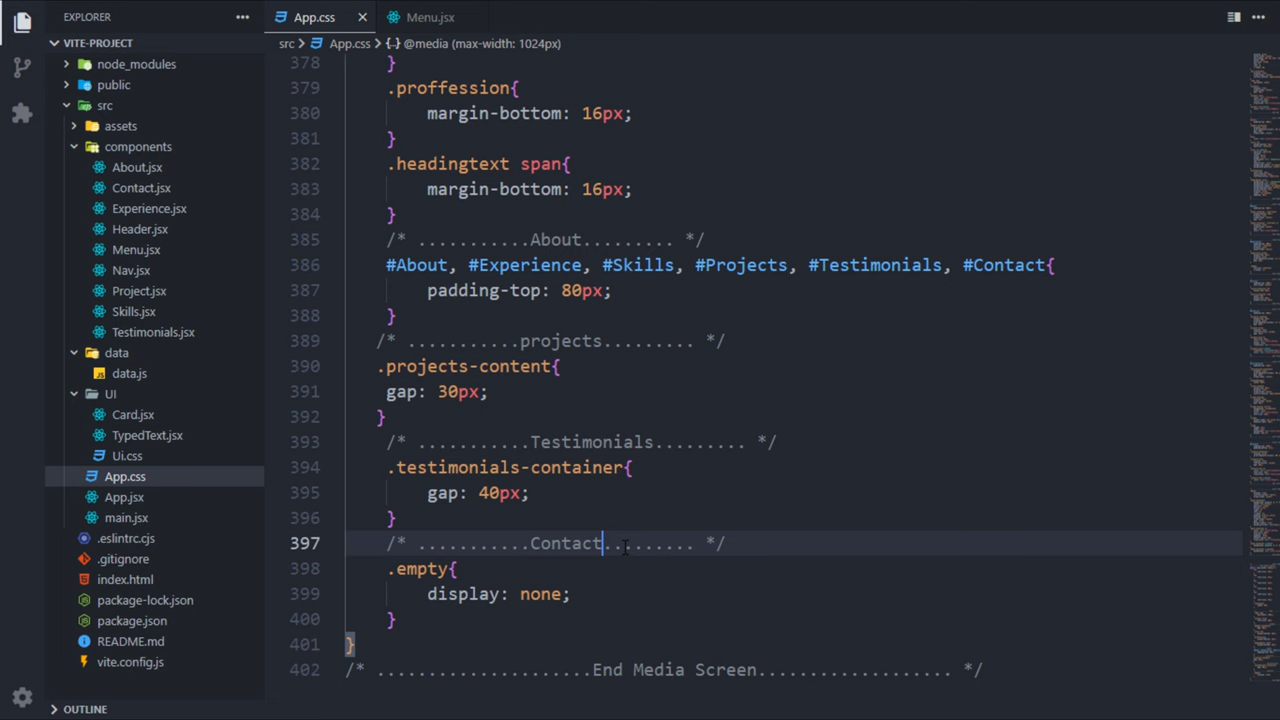 EXPLORER
App.css
Menu.jsx
VITE-PROJECT
src
App.css
{ } @media (max-width: 1024px)
node_modules
public
src
assets
components
About.jsx
Contact.jsx
Experience.jsx
Header.jsx
Menu.jsx
Nav.jsx
Project.jsx
Skills.jsx
Testimonials.jsx
data
JS data.js
UI
Card.jsx
TypedText.jsx
Ui.css
App.css
App.jsx
main.jsx
.eslintrc.cjs
.gitignore
index.html
package-lock.json
package.json
README.md
vite.config.js
OUTLINE
378 }
379 .proffession{
380 margin-bottom: 16px;
381 }
382 .headingtext span{
383 margin-bottom: 16px;
384 }
385 /* ...........About......... */
386 #About, #Experience, #Skills, #Projects, #Testimonials, #Contact{
387 padding-top: 80px;
388 }
389 /* ...........projects......... */
390 .projects-content{
391 gap: 30px;
392 }
393 /* ...........Testimonials......... */
394 .testimonials-container{
395 gap: 40px;
396 }
397 /* ...........Contact......... */
398 .empty{
399 display: none;
400 }
401 }
402 /* .....................End Media Screen................... */